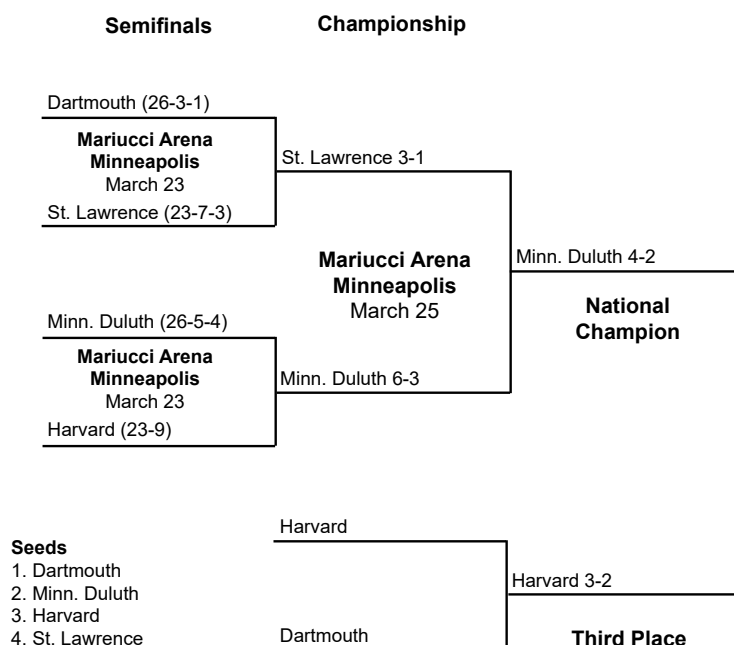 Semifinals
Championship
Dartmouth (26-3-1)
Mariucci Arena
Minneapolis
March 23
St. Lawrence (23-7-3)
St. Lawrence 3-1
Mariucci Arena
Minneapolis
March 25
Minn. Duluth 4-2
National
Champion
Minn. Duluth (26-5-4)
Mariucci Arena
Minneapolis
March 23
Harvard (23-9)
Minn. Duluth 6-3
Seeds
1. Dartmouth
2. Minn. Duluth
3. Harvard
4. St. Lawrence
Harvard
Dartmouth
Harvard 3-2
Third Place